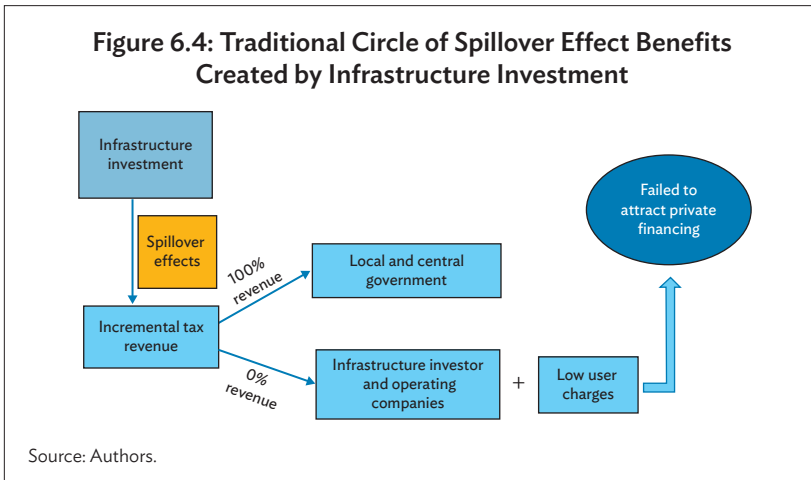 Figure 6.4: Traditional Circle of Spillover Effect Benefits
Created by Infrastructure Investment
Infrastructure
investment
Failed to
attract private
financing
Spillover
effects
100%
revenue
Local and central
government
Incremental tax
revenue
0%
revenue
Infrastructure investor
and operating
companies
+
Low user
charges
Source: Authors.